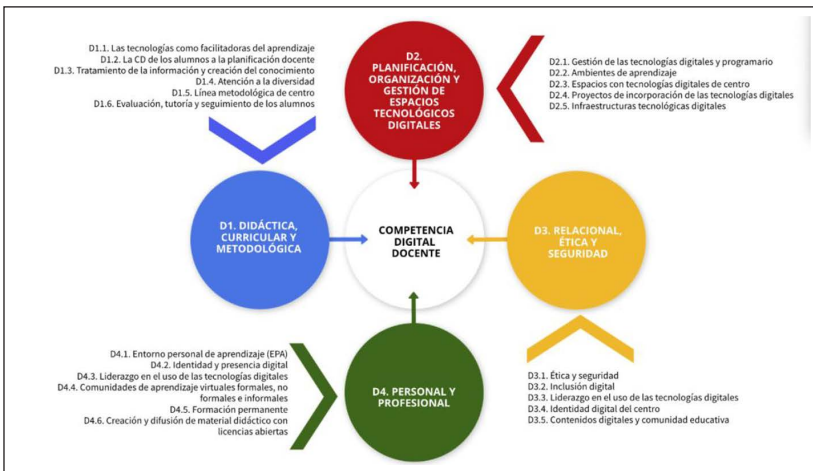 D1.1. Las tecnologías como facilitadoras del aprendizaje
D1.2. La CD de los alumnos a la planificación docente
D1.3. Tratamiento de la información y creación del conocimiento
D1.4. Atención a la diversidad
D1.5. Línea metodológica de centro
D1.6. Evaluación, tutoría y seguimiento de los alumnos
D2.
PLANIFICACIÓN,
ORGANIZACIÓN Y
GESTIÓN DE
ESPACIOS
TECNOLÓGICOS
DIGITALES
D2.1. Gestión de las tecnologías digitales y programario
D2.2. Ambientes de aprendizaje
D2.3. Espacios con tecnologías digitales de centro
D2.4. Proyectos de incorporación de las tecnologías digitales
D2.5. Infraestructuras tecnológicas digitales
D1. DIDÁCTICA,
CURRICULAR Y
METODOLÓGICA
COMPETENCIA
DIGITAL
DOCENTE
D3. RELACIONAL,
ÉTICA Y
SEGURIDAD
D4.1. Entorno personal de aprendizaje (EPA)
D4.2. Identidad y presencia digital
D4.3. Liderazgo en el uso de las tecnologías digitales
D4.4. Comunidades de aprendizaje virtuales formales, no
formales e informales
D4.5. Formación permanente
D4.6. Creación y difusión de material didáctico con
licencias abiertas
D4. PERSONAL Y
PROFESIONAL
D3.1. Ética y seguridad
D3.2. Inclusión digital
D3.3. Liderazgo en el uso de las tecnologías digitales
D3.4. Identidad digital del centro
D3.5. Contenidos digitales y comunidad educativa